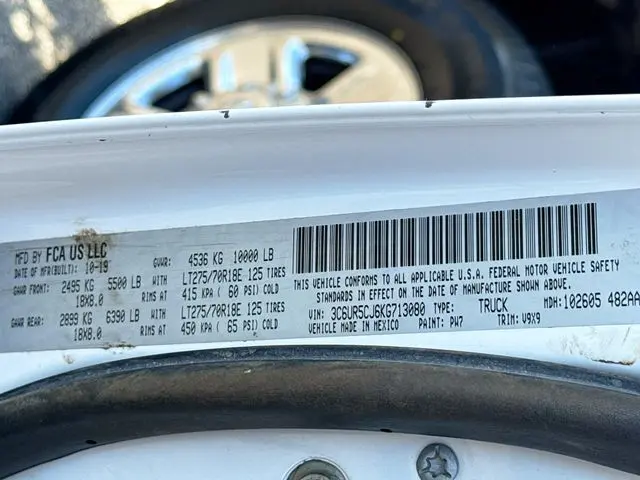 MFD BY FCA US LLC
DATE OF MFR(BUILT): 10-19 GVWR: 4536 KG 10000 LB
GAWR FRONT: 2495 KG 5500 LB WITH LT275/70R18E 125 TIRES
18X8.0 RIMS AT 415 KPA ( 60 PSI) COLD
GAWR REAR: 2899 KG 6390 LB WITH LT275/70R18E 125 TIRES
18X8.0 RIMS AT 450 KPA ( 65 PSI) COLD
THIS VEHICLE CONFORMS TO ALL APPLICABLE U.S.A. FEDERAL MOTOR VEHICLE SAFETY
STANDARDS IN EFFECT ON THE DATE OF MANUFACTURE SHOWN ABOVE.
VIN: 3C6UR5CJ6KG713080 TYPE: TRUCK MDH: 102605 482AA
VEHICLE MADE IN MEXICO PAINT: PW7 TRIM: V9X9